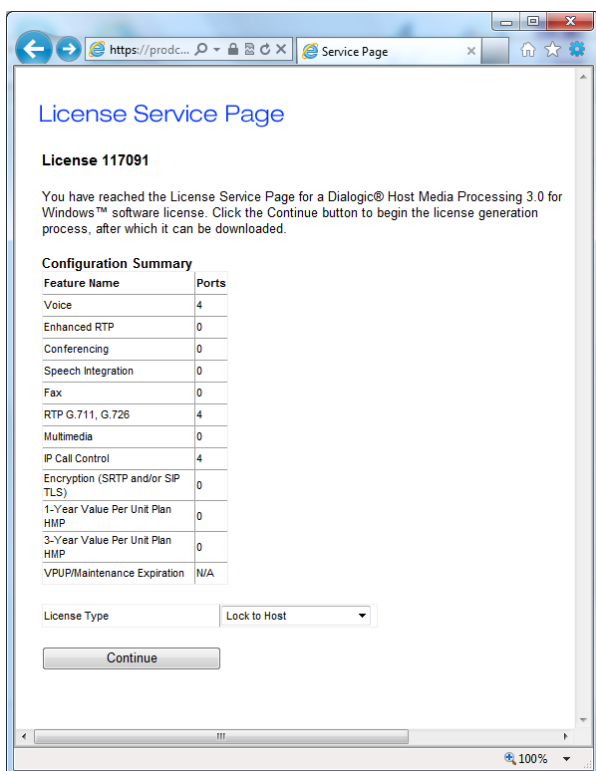 https://prodc...
Service Page
License Service Page
License 117091
You have reached the License Service Page for a Dialogic® Host Media Processing 3.0 for
Windows™ software license. Click the Continue button to begin the license generation
process, after which it can be downloaded.
Configuration Summary
Feature Name Ports
Voice 4
Enhanced RTP 0
Conferencing 0
Speech Integration 0
Fax 0
RTP G.711, G.726 4
Multimedia 0
IP Call Control 4
Encryption (SRTP and/or SIP
TLS) 0
1-Year Value Per Unit Plan
HMP 0
3-Year Value Per Unit Plan
HMP 0
VPUP/Maintenance Expiration N/A
License Type Lock to Host
Continue
100%